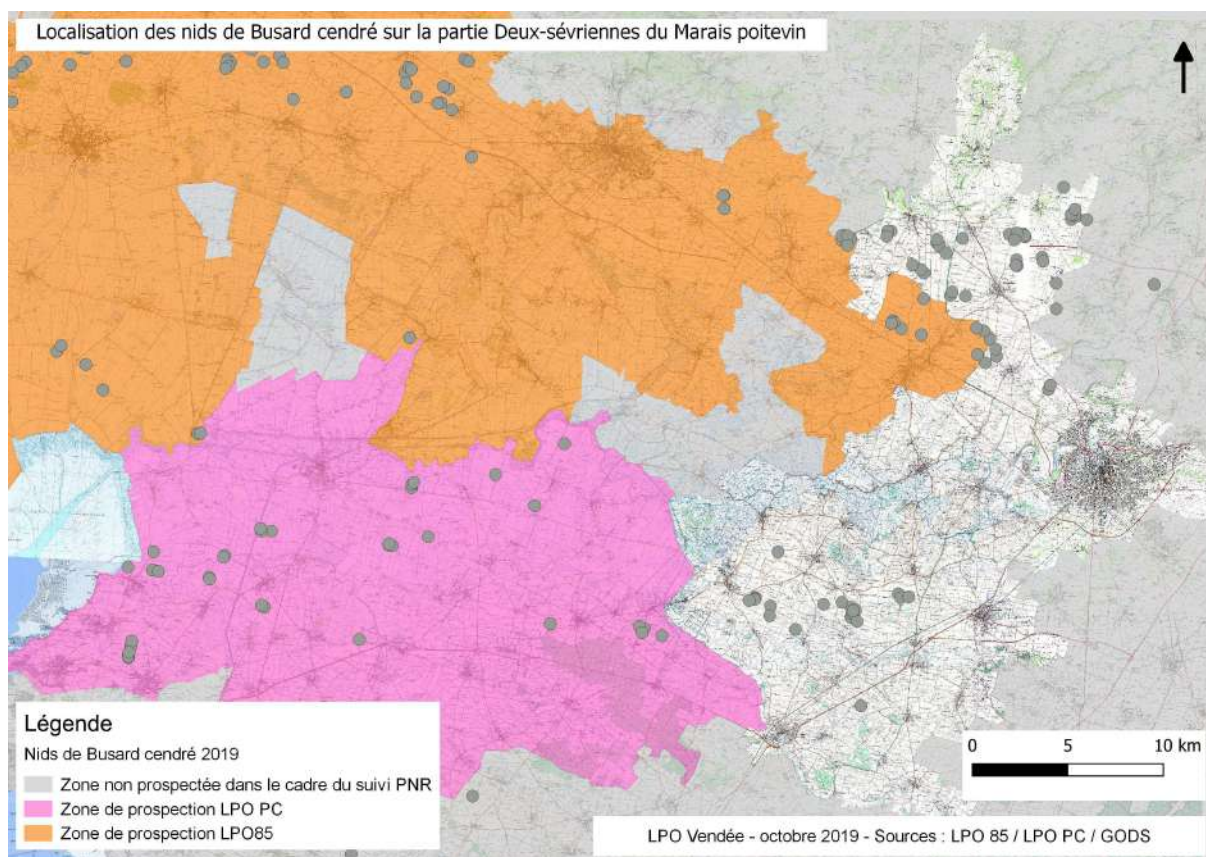 Localisation des nids de Busard cendré sur la partie Deux-sévriennes du Marais poitevin
Légende
Nids de Busard cendré 2019
Zone non prospectée dans le cadre du suivi PNR
Zone de prospection LPO PC
Zone de prospection LPO85
0 5 10 km
LPO Vendée - octobre 2019 - Sources : LPO 85 / LPO PC / GODS